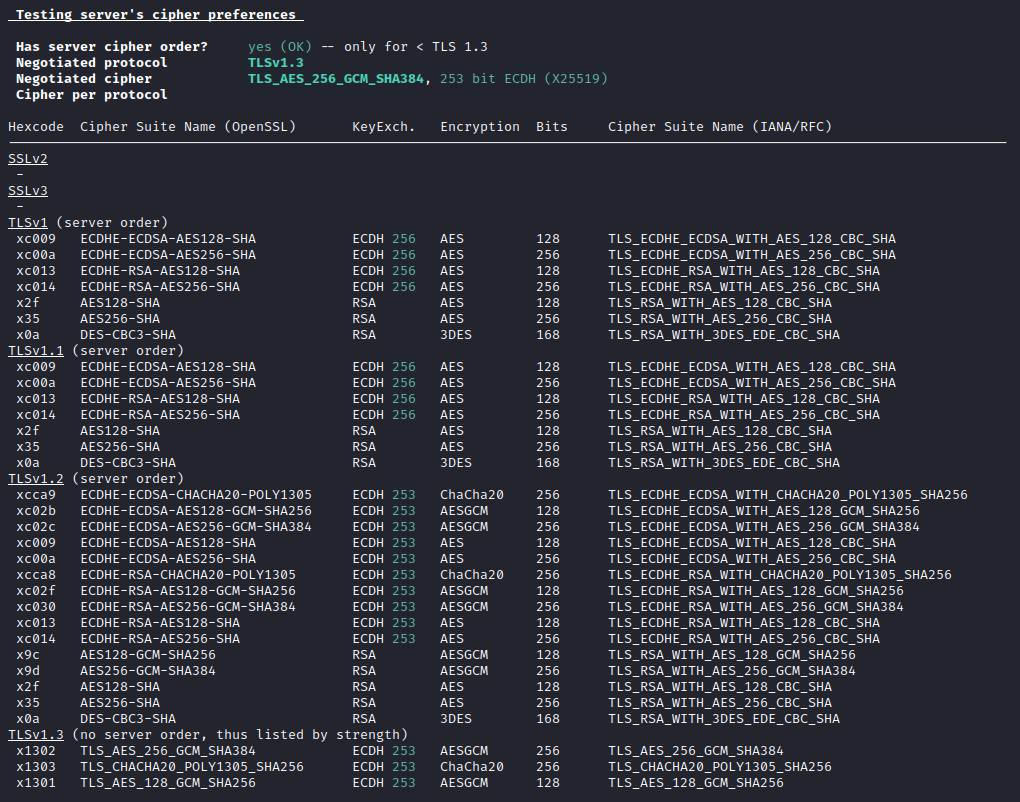 Testing server's cipher preferences
Has server cipher order?     yes (OK) -- only for < TLS 1.3
Negotiated protocol          TLSv1.3
Negotiated cipher            TLS_AES_256_GCM_SHA384, 253 bit ECDH (X25519)
Cipher per protocol
Hexcode  Cipher Suite Name (OpenSSL)       KeyExch.   Encryption  Bits     Cipher Suite Name (IANA/RFC)
SSLv2
-
SSLv3
-
TLSv1 (server order)
xc009   ECDHE-ECDSA-AES128-SHA            ECDH 256   AES         128      TLS_ECDHE_ECDSA_WITH_AES_128_CBC_SHA
xc00a   ECDHE-ECDSA-AES256-SHA            ECDH 256   AES         256      TLS_ECDHE_ECDSA_WITH_AES_256_CBC_SHA
xc013   ECDHE-RSA-AES128-SHA              ECDH 256   AES         128      TLS_ECDHE_RSA_WITH_AES_128_CBC_SHA
xc014   ECDHE-RSA-AES256-SHA              ECDH 256   AES         256      TLS_ECDHE_RSA_WITH_AES_256_CBC_SHA
x2f     AES128-SHA                        RSA        AES         128      TLS_RSA_WITH_AES_128_CBC_SHA
x35     AES256-SHA                        RSA        AES         256      TLS_RSA_WITH_AES_256_CBC_SHA
x0a     DES-CBC3-SHA                      RSA        3DES        168      TLS_RSA_WITH_3DES_EDE_CBC_SHA
TLSv1.1 (server order)
xc009   ECDHE-ECDSA-AES128-SHA            ECDH 256   AES         128      TLS_ECDHE_ECDSA_WITH_AES_128_CBC_SHA
xc00a   ECDHE-ECDSA-AES256-SHA            ECDH 256   AES         256      TLS_ECDHE_ECDSA_WITH_AES_256_CBC_SHA
xc013   ECDHE-RSA-AES128-SHA              ECDH 256   AES         128      TLS_ECDHE_RSA_WITH_AES_128_CBC_SHA
xc014   ECDHE-RSA-AES256-SHA              ECDH 256   AES         256      TLS_ECDHE_RSA_WITH_AES_256_CBC_SHA
x2f     AES128-SHA                        RSA        AES         128      TLS_RSA_WITH_AES_128_CBC_SHA
x35     AES256-SHA                        RSA        AES         256      TLS_RSA_WITH_AES_256_CBC_SHA
x0a     DES-CBC3-SHA                      RSA        3DES        168      TLS_RSA_WITH_3DES_EDE_CBC_SHA
TLSv1.2 (server order)
xcca9   ECDHE-ECDSA-CHACHA20-POLY1305     ECDH 253   ChaCha20    256      TLS_ECDHE_ECDSA_WITH_CHACHA20_POLY1305_SHA256
xc02b   ECDHE-ECDSA-AES128-GCM-SHA256     ECDH 253   AESGCM      128      TLS_ECDHE_ECDSA_WITH_AES_128_GCM_SHA256
xc02c   ECDHE-ECDSA-AES256-GCM-SHA384     ECDH 253   AESGCM      256      TLS_ECDHE_ECDSA_WITH_AES_256_GCM_SHA384
xc009   ECDHE-ECDSA-AES128-SHA            ECDH 253   AES         128      TLS_ECDHE_ECDSA_WITH_AES_128_CBC_SHA
xc00a   ECDHE-ECDSA-AES256-SHA            ECDH 253   AES         256      TLS_ECDHE_ECDSA_WITH_AES_256_CBC_SHA
xcca8   ECDHE-RSA-CHACHA20-POLY1305       ECDH 253   ChaCha20    256      TLS_ECDHE_RSA_WITH_CHACHA20_POLY1305_SHA256
xc02f   ECDHE-RSA-AES128-GCM-SHA256       ECDH 253   AESGCM      128      TLS_ECDHE_RSA_WITH_AES_128_GCM_SHA256
xc030   ECDHE-RSA-AES256-GCM-SHA384       ECDH 253   AESGCM      256      TLS_ECDHE_RSA_WITH_AES_256_GCM_SHA384
xc013   ECDHE-RSA-AES128-SHA              ECDH 253   AES         128      TLS_ECDHE_RSA_WITH_AES_128_CBC_SHA
xc014   ECDHE-RSA-AES256-SHA              ECDH 253   AES         256      TLS_ECDHE_RSA_WITH_AES_256_CBC_SHA
x9c     AES128-GCM-SHA256                 RSA        AESGCM      128      TLS_RSA_WITH_AES_128_GCM_SHA256
x9d     AES256-GCM-SHA384                 RSA        AESGCM      256      TLS_RSA_WITH_AES_256_GCM_SHA384
x2f     AES128-SHA                        RSA        AES         128      TLS_RSA_WITH_AES_128_CBC_SHA
x35     AES256-SHA                        RSA        AES         256      TLS_RSA_WITH_AES_256_CBC_SHA
x0a     DES-CBC3-SHA                      RSA        3DES        168      TLS_RSA_WITH_3DES_EDE_CBC_SHA
TLSv1.3 (no server order, thus listed by strength)
x1302   TLS_AES_256_GCM_SHA384            ECDH 253   AESGCM      256      TLS_AES_256_GCM_SHA384
x1303   TLS_CHACHA20_POLY1305_SHA256      ECDH 253   ChaCha20    256      TLS_CHACHA20_POLY1305_SHA256
x1301   TLS_AES_128_GCM_SHA256            ECDH 253   AESGCM      128      TLS_AES_128_GCM_SHA256